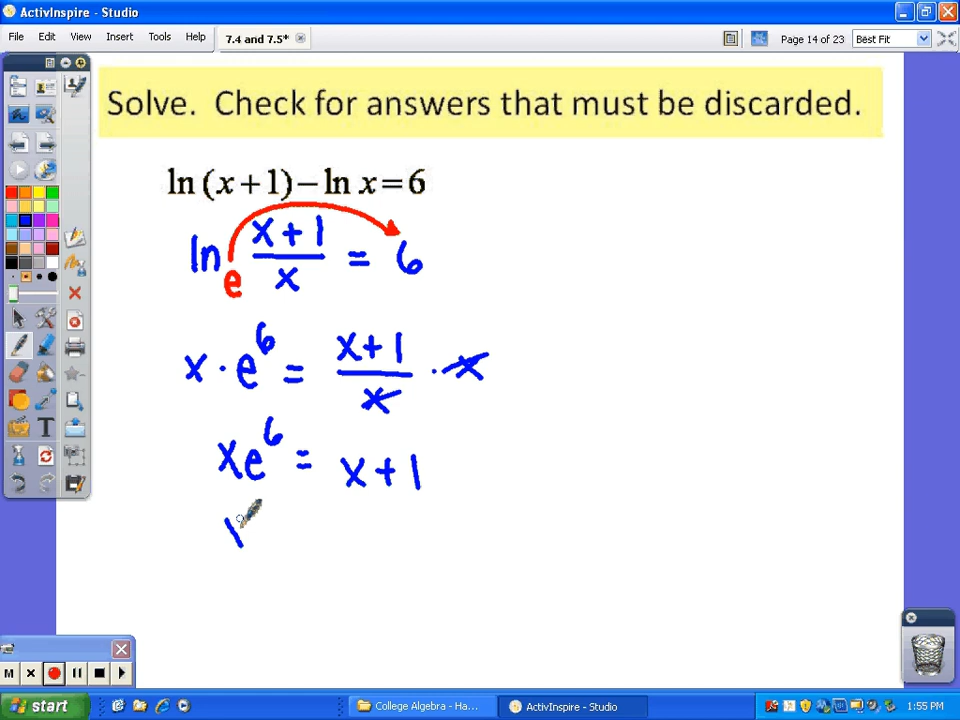 ActivInspire - Studio
File Edit View Insert Tools Help 7.4 and 7.5* Page 14 of 23 Best Fit
Solve. Check for answers that must be discarded.
ln (x + 1) − ln x = 6
ln x + 1 / x = 6
e
x · e^6 = x + 1 / x · x
xe^6 = x + 1
M
start College Algebra - Ha... ActivInspire - Studio 1:55 PM